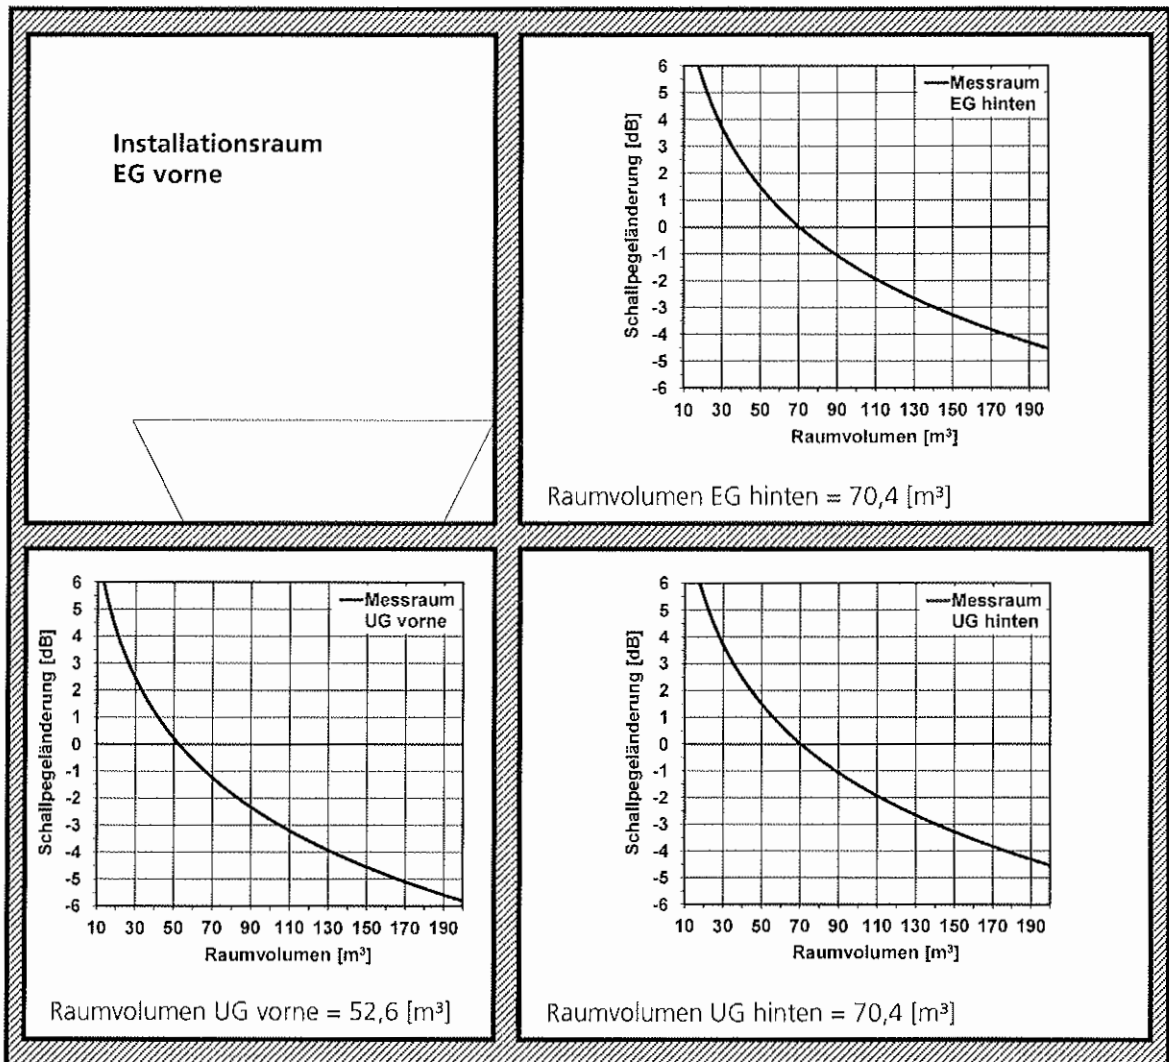 Installationsraum
EG vorne
6
5
4
3
2
1
0
-1
-2
-3
-4
-5
-6
Schallpegeländerung [dB]
Messraum
EG hinten
10 30 50 70 90 110 130 150 170 190
Raumvolumen [m³]
Raumvolumen EG hinten = 70,4 [m³]
6
5
4
3
2
1
0
-1
-2
-3
-4
-5
-6
Schallpegeländerung [dB]
Messraum
UG vorne
10 30 50 70 90 110 130 150 170 190
Raumvolumen [m³]
Raumvolumen UG vorne = 52,6 [m³]
6
5
4
3
2
1
0
-1
-2
-3
-4
-5
-6
Schallpegeländerung [dB]
Messraum
UG hinten
10 30 50 70 90 110 130 150 170 190
Raumvolumen [m³]
Raumvolumen UG hinten = 70,4 [m³]